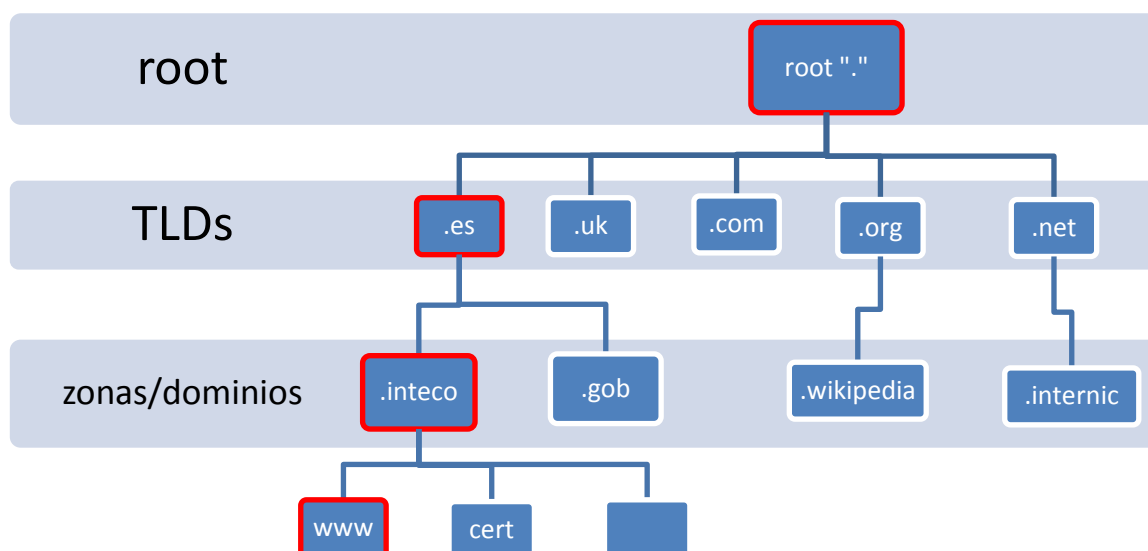 root
root "."
TLDs
.es
.uk
.com
.org
.net
zonas/dominios
.inteco
.gob
.wikipedia
.internic
www
cert